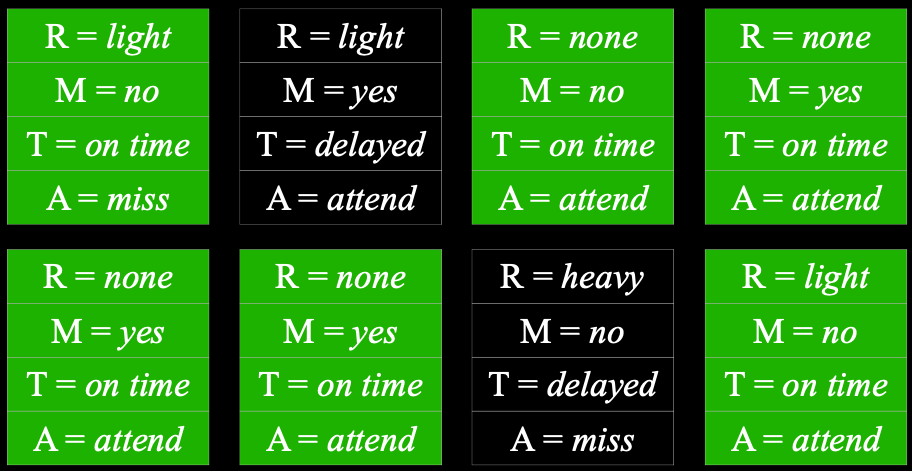 R = light
M = no
T = on time
A = miss
R = light
M = yes
T = delayed
A = attend
R = none
M = no
T = on time
A = attend
R = none
M = yes
T = on time
A = attend
R = none
M = yes
T = on time
A = attend
R = none
M = yes
T = on time
A = attend
R = heavy
M = no
T = delayed
A = miss
R = light
M = no
T = on time
A = attend